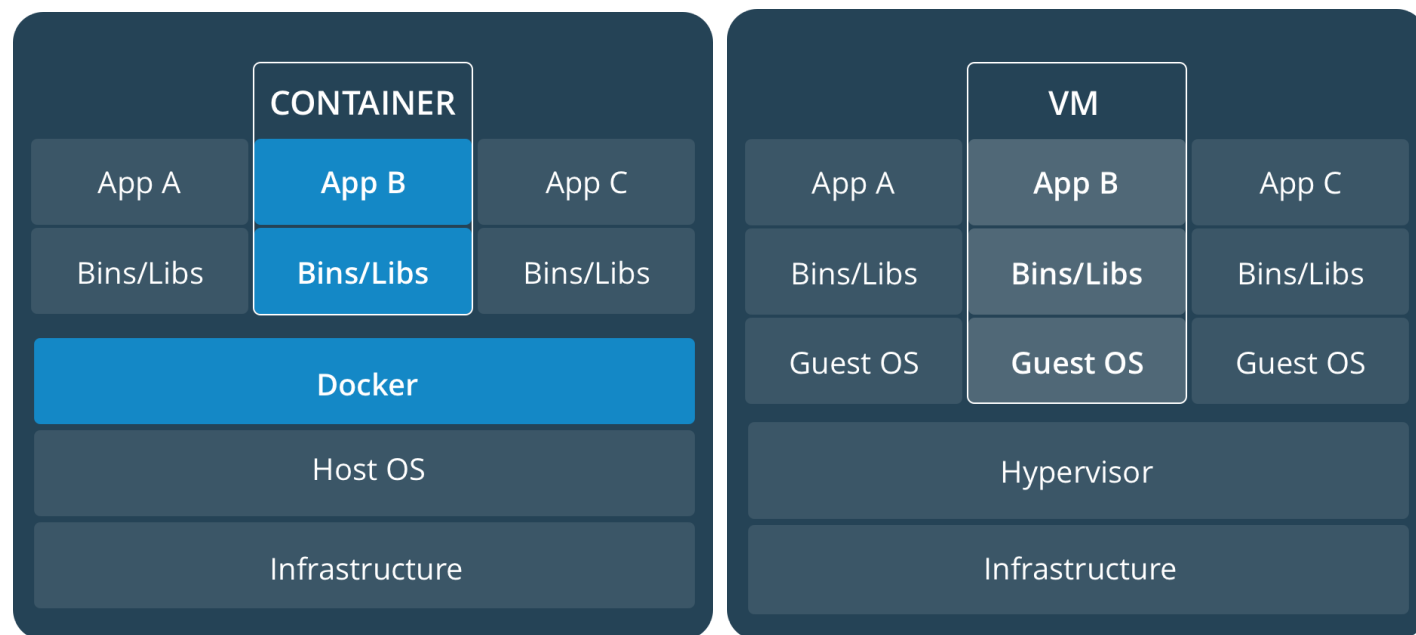 CONTAINER
App A
App B
App C
Bins/Libs
Bins/Libs
Bins/Libs
Docker
Host OS
Infrastructure
VM
App A
App B
App C
Bins/Libs
Bins/Libs
Bins/Libs
Guest OS
Guest OS
Guest OS
Hypervisor
Infrastructure